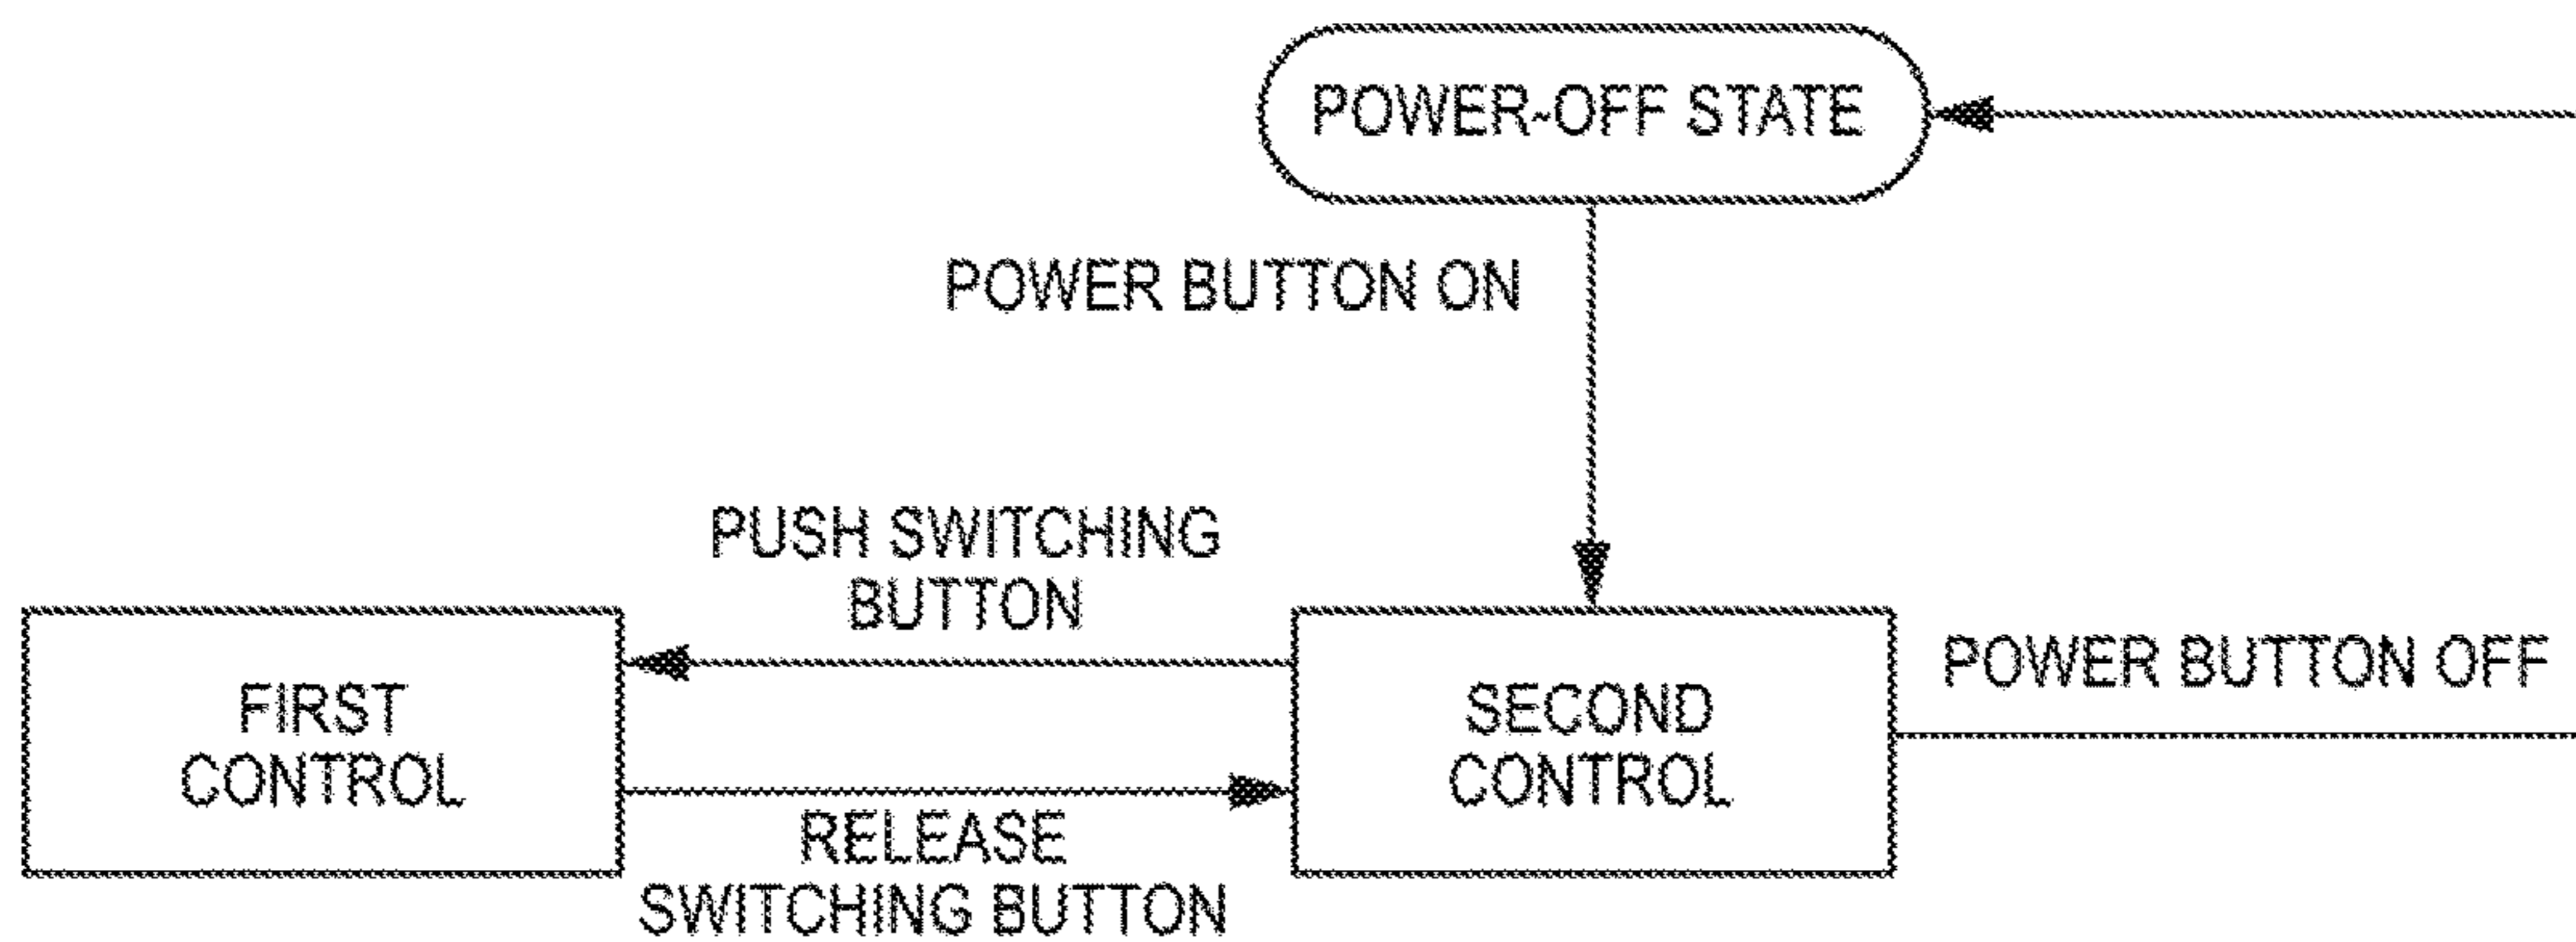 POWER-OFF STATE
POWER BUTTON ON
PUSH SWITCHING
BUTTON
FIRST
CONTROL
SECOND
CONTROL
POWER BUTTON OFF
RELEASE
SWITCHING BUTTON